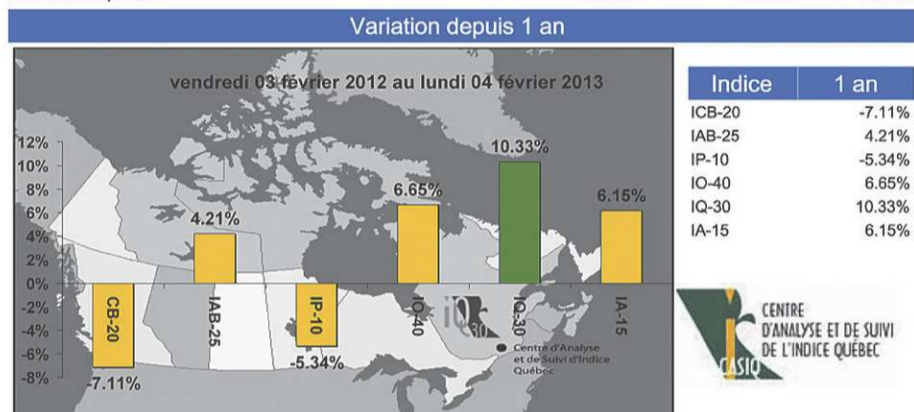 Variation depuis 1 an
vendredi 03 février 2012 au lundi 04 février 2013
12%
10%
8%
6%
4%
2%
0%
-2%
-4%
-6%
-8%
-7.11%
4.21%
-5.34%
6.65%
10.33%
6.15%
CB-20
IAB-25
IP-10
IO-40
IQ-30
IA-15
iQ30
Centre d'Analyse
et de Suivi d'Indice
Québec
Indice 1 an
ICB-20 -7.11%
IAB-25 4.21%
IP-10 -5.34%
IO-40 6.65%
IQ-30 10.33%
IA-15 6.15%
CASIQ
CENTRE
D'ANALYSE ET DE SUIVI
DE L'INDICE QUÉBEC